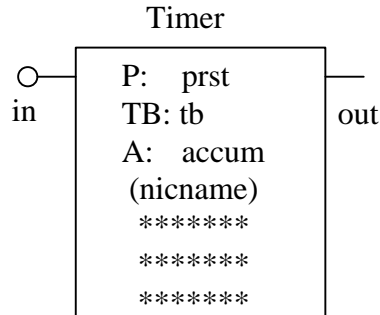 Timer
P: prst
in
TB: tb
out
A: accum
(nicname)
*******
*******
*******